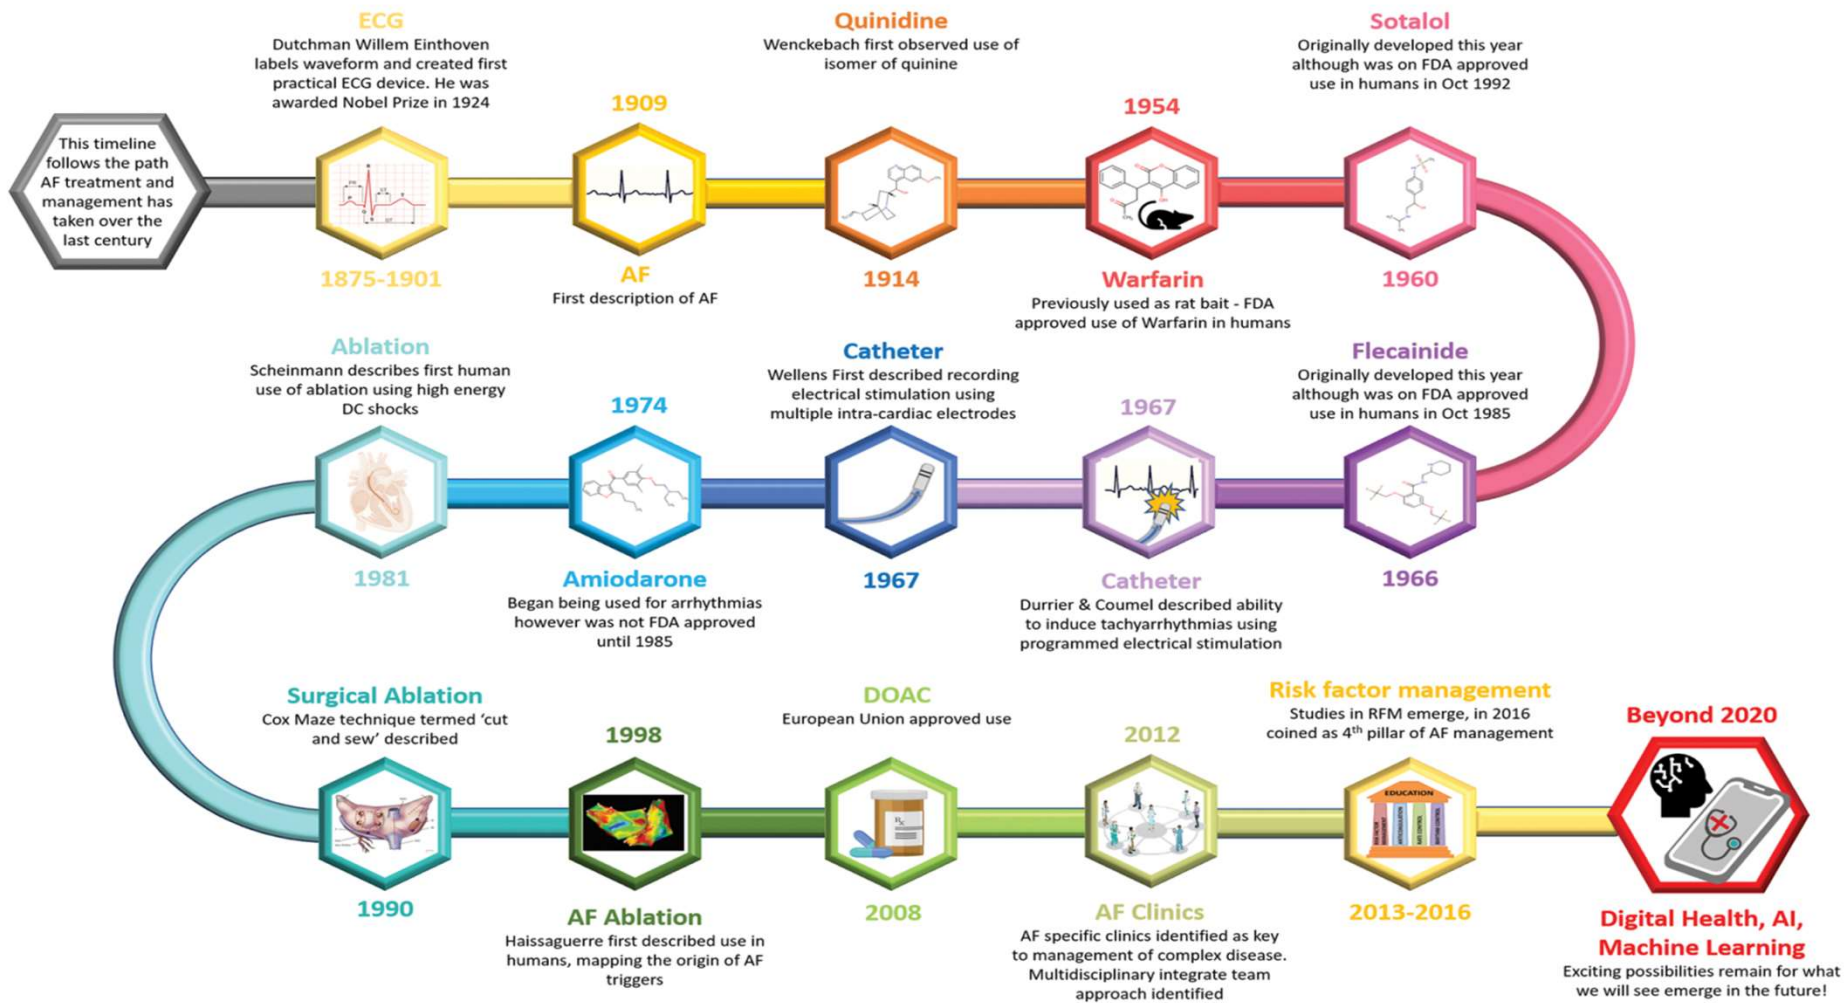 This timeline
follows the path
AF treatment and
management has
taken over the
last century
ECG
Dutchman Willem Einthoven
labels waveform and created first
practical ECG device. He was
awarded Nobel Prize in 1924
1875-1901
1909
AF
First description of AF
Quinidine
Wenckebach first observed use of
isomer of quinine
1914
1954
Warfarin
Previously used as rat bait - FDA
approved use of Warfarin in humans
Sotalol
Originally developed this year
although was on FDA approved
use in humans in Oct 1992
1960
Flecainide
Originally developed this year
although was on FDA approved
use in humans in Oct 1985
1966
1967
Catheter
Durrier & Coumel described ability
to induce tachyarrhythmias using
programmed electrical stimulation
Catheter
Wellens First described recording
electrical stimulation using
multiple intra-cardiac electrodes
1967
1974
Amiodarone
Began being used for arrhythmias
however was not FDA approved
until 1985
Ablation
Scheinmann describes first human
use of ablation using high energy
DC shocks
1981
Surgical Ablation
Cox Maze technique termed ‘cut
and sew’ described
1990
1998
AF Ablation
Haissaguerre first described use in
humans, mapping the origin of AF
triggers
DOAC
European Union approved use
Rx
2008
2012
AF Clinics
AF specific clinics identified as key
to management of complex disease.
Multidisciplinary integrate team
approach identified
Risk factor management
Studies in RFM emerge, in 2016
coined as 4th pillar of AF management
EDUCATION
RISK FACTOR
MANAGEMENT
ANTICOAGULATION
RATE CONTROL
RHYTHM CONTROL
2013-2016
Beyond 2020
Digital Health, AI,
Machine Learning
Exciting possibilities remain for what
we will see emerge in the future!